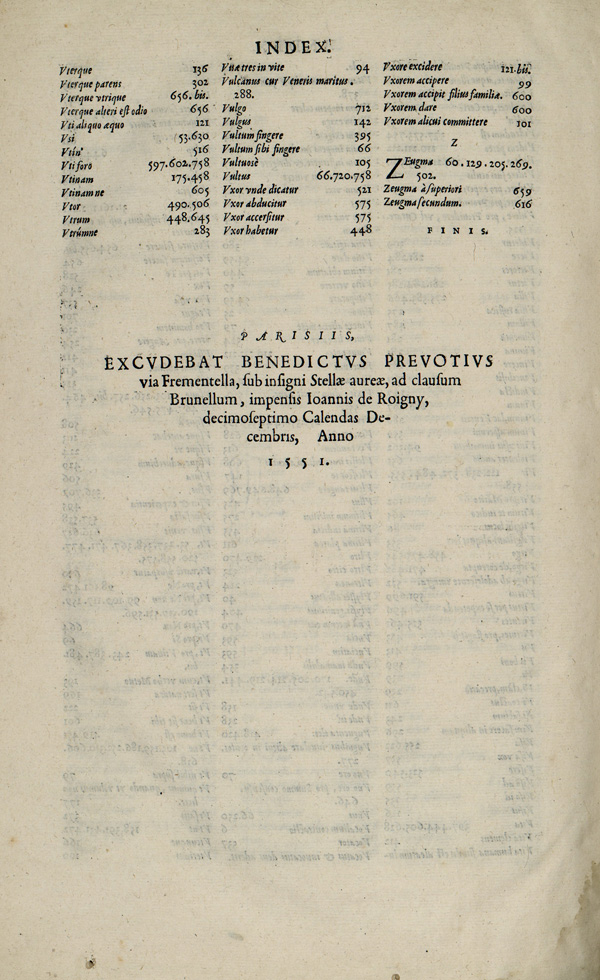 INDEX.
Vterque 136
Vterque parens 302
Vterque vtrique 656. bis.
Vterque alteri est odio 656
Vti aliquo æquo 121
Vsi 53.630
Vtin' 516
Vti foro 597.602.758
Vtinam 175.458
Vtinam ne 605
Vtor 490.506
Vtrum 448.645
Vtrúmne 283
Vitæ tres in vite 94
Vulcanus cur Veneris maritus.
288.
Vulgo 712
Vulgus 142
Vultum fingere 395
Vultum sibi fingere 66
Vultuosè 105
Vultus 66.720.758
Vxor vnde dicatur 521
Vxor abducitur 575
Vxor accersitur 575
Vxor habetur 448
Vxore excidere 121.bis.
Vxorem accipere 99
Vxorem accipit filius familiâ. 600
Vxorem dare 600
Vxorem alicui committere 101
Z
ZEugma 60.129.205.269.
502.
Zeugma à superiori 659
Zeugma secundum. 616
FINIS.
PARISIIS,
EXCVDEBAT BENEDICTVS PREVOTIVS
via Frementella, sub insigni Stellæ aureæ, ad clausum
Brunellum, impensis Ioannis de Roigny,
decimoseptimo Calendas De-
cembris, Anno
1551.